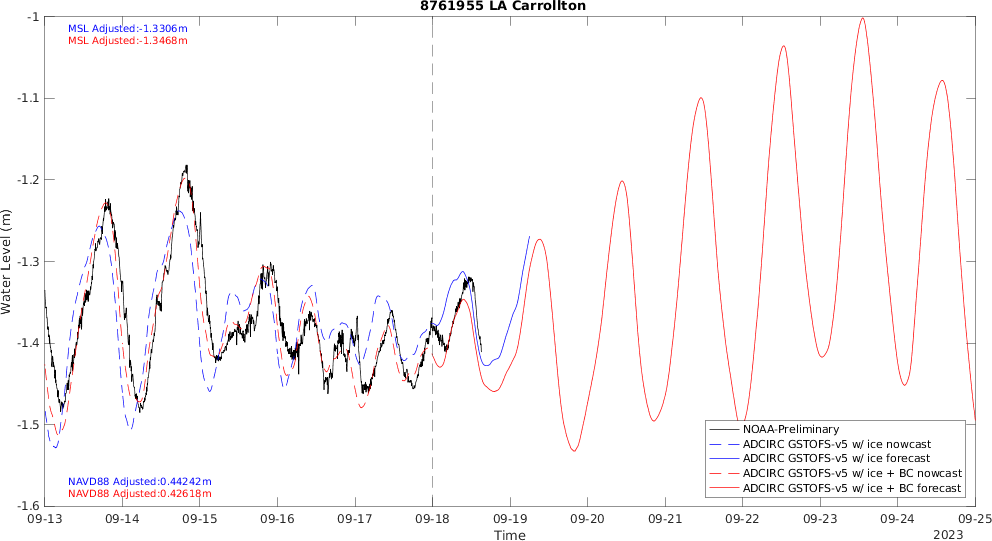 8761955 LA Carrollton
MSL Adjusted:-1.3306m
MSL Adjusted:-1.3468m
-1
-1.1
-1.2
-1.3
-1.4
-1.5
-1.6
Water Level (m)
NAVD88 Adjusted:0.44242m
NAVD88 Adjusted:0.42618m
NOAA-Preliminary
ADCIRC GSTOFS-v5 w/ ice nowcast
ADCIRC GSTOFS-v5 w/ ice forecast
ADCIRC GSTOFS-v5 w/ ice + BC nowcast
ADCIRC GSTOFS-v5 w/ ice + BC forecast
09-13 09-14 09-15 09-16 09-17 09-18 09-19 09-20 09-21 09-22 09-23 09-24 09-25
Time
2023